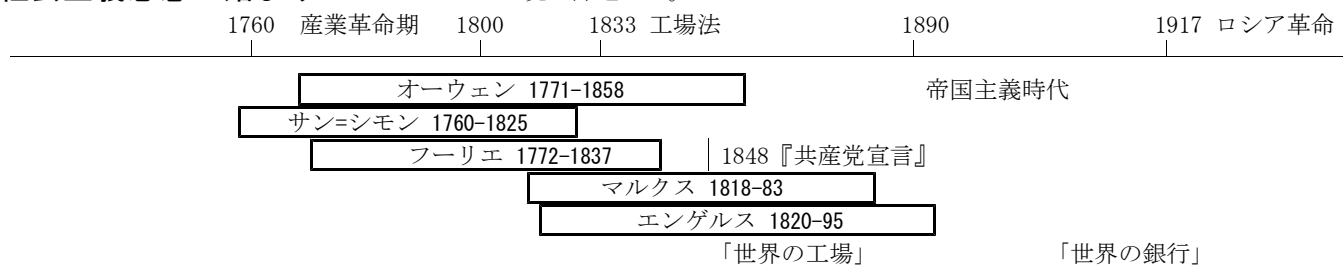 1760 産業革命期 1800 1833 工場法 1890 1917 ロシア革命
オーウェン 1771-1858 帝国主義時代
サン=シモン 1760-1825
フーリエ 1772-1837 1848『共産党宣言』
マルクス 1818-83
エンゲルス 1820-95
「世界の工場」 「世界の銀行」